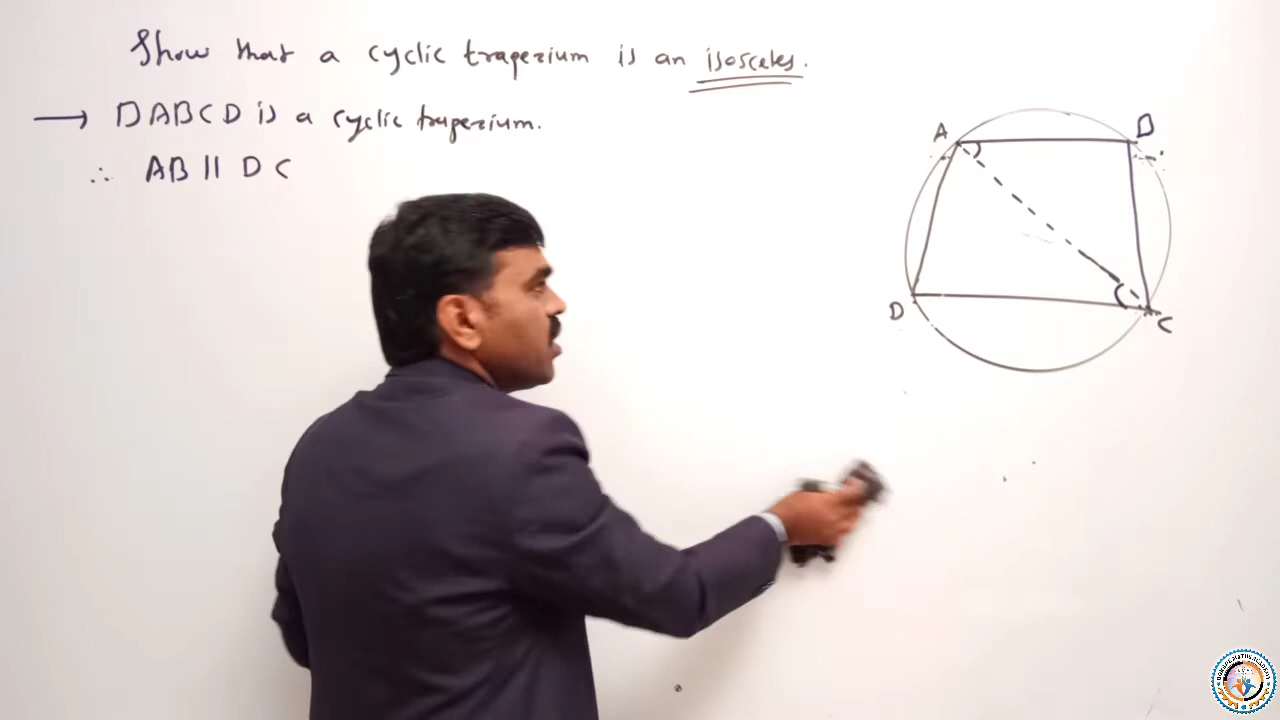 Show that a cyclic trapezium is an isosceles.
→ □ABCD is a cyclic trapezium.
∴ AB || DC
A
B
D
C